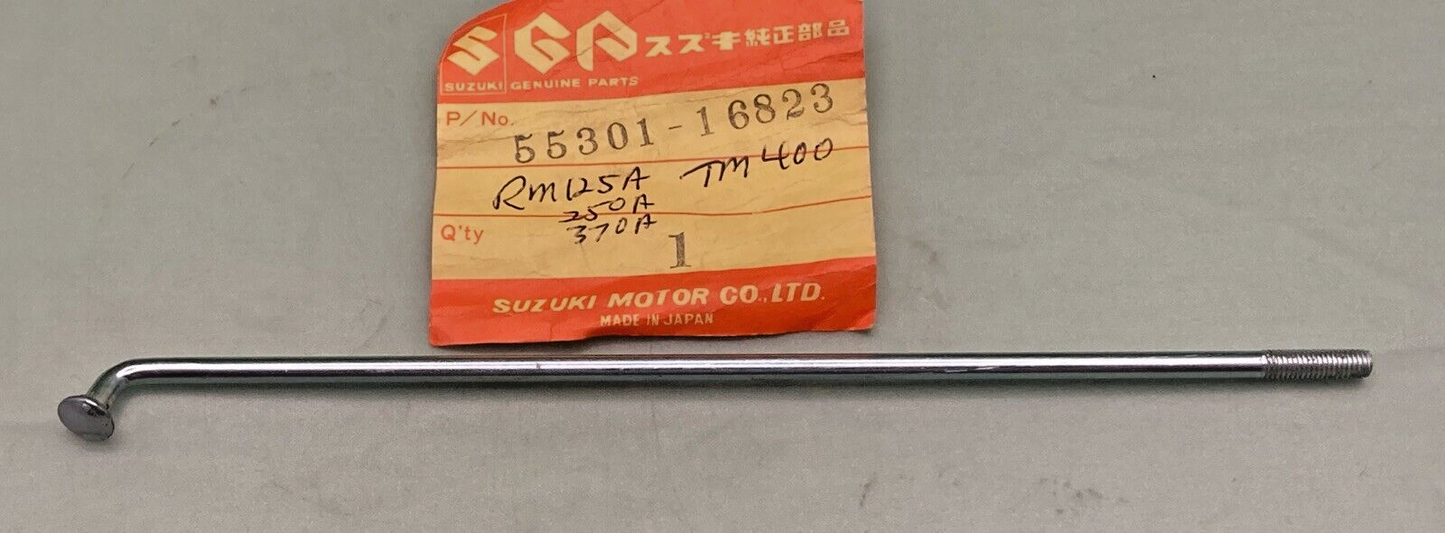 SGP スズキ純正部品
SUZUKI GENUINE PARTS
P/No. 55301-16823
RM125A TM400
250A
370A
Q'ty 1
SUZUKI MOTOR CO.,LTD.
MADE IN JAPAN